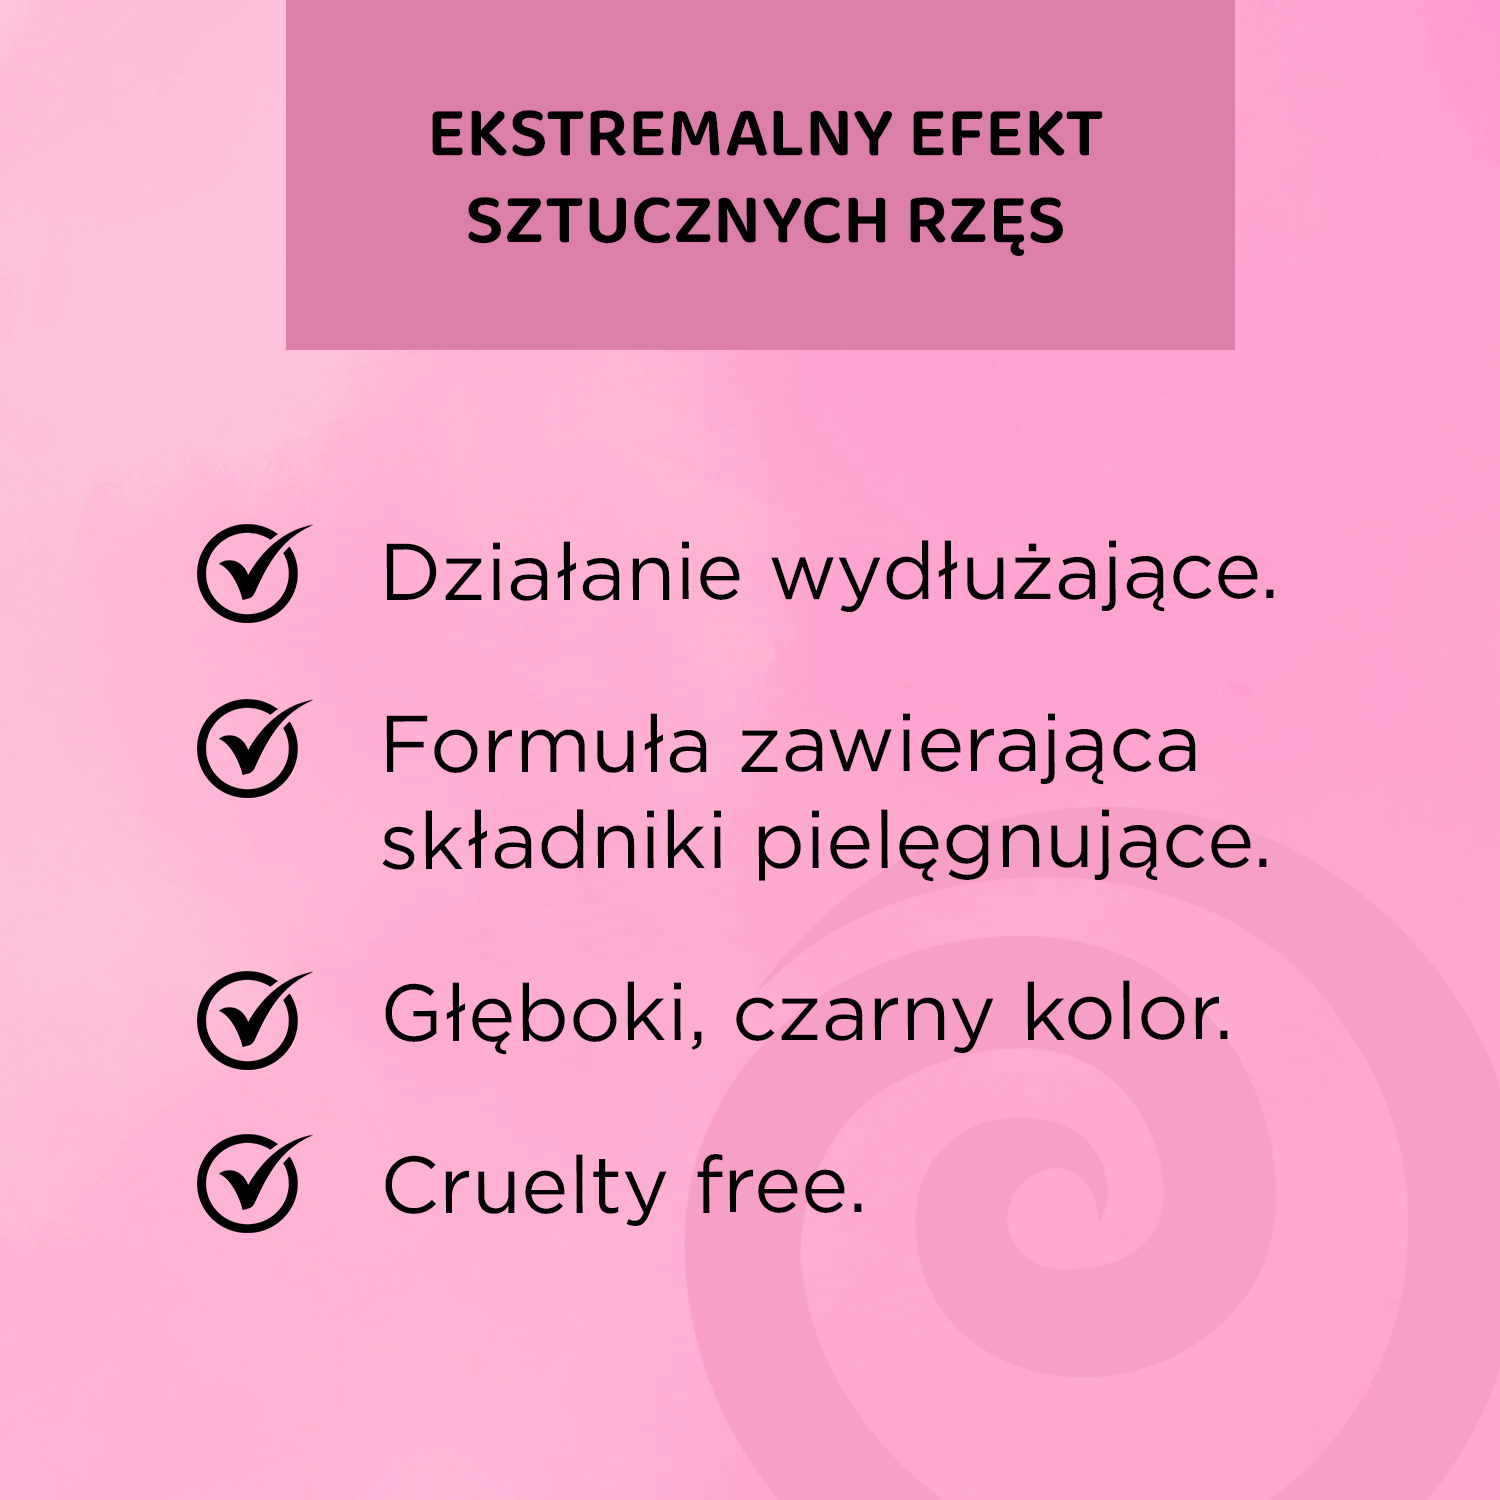 EKSTREMALNY EFEKT
SZTUCZNYCH RZĘS
Działanie wydłużające.
Formuła zawierająca
składniki pielęgnujące.
Głęboki, czarny kolor.
Cruelty free.